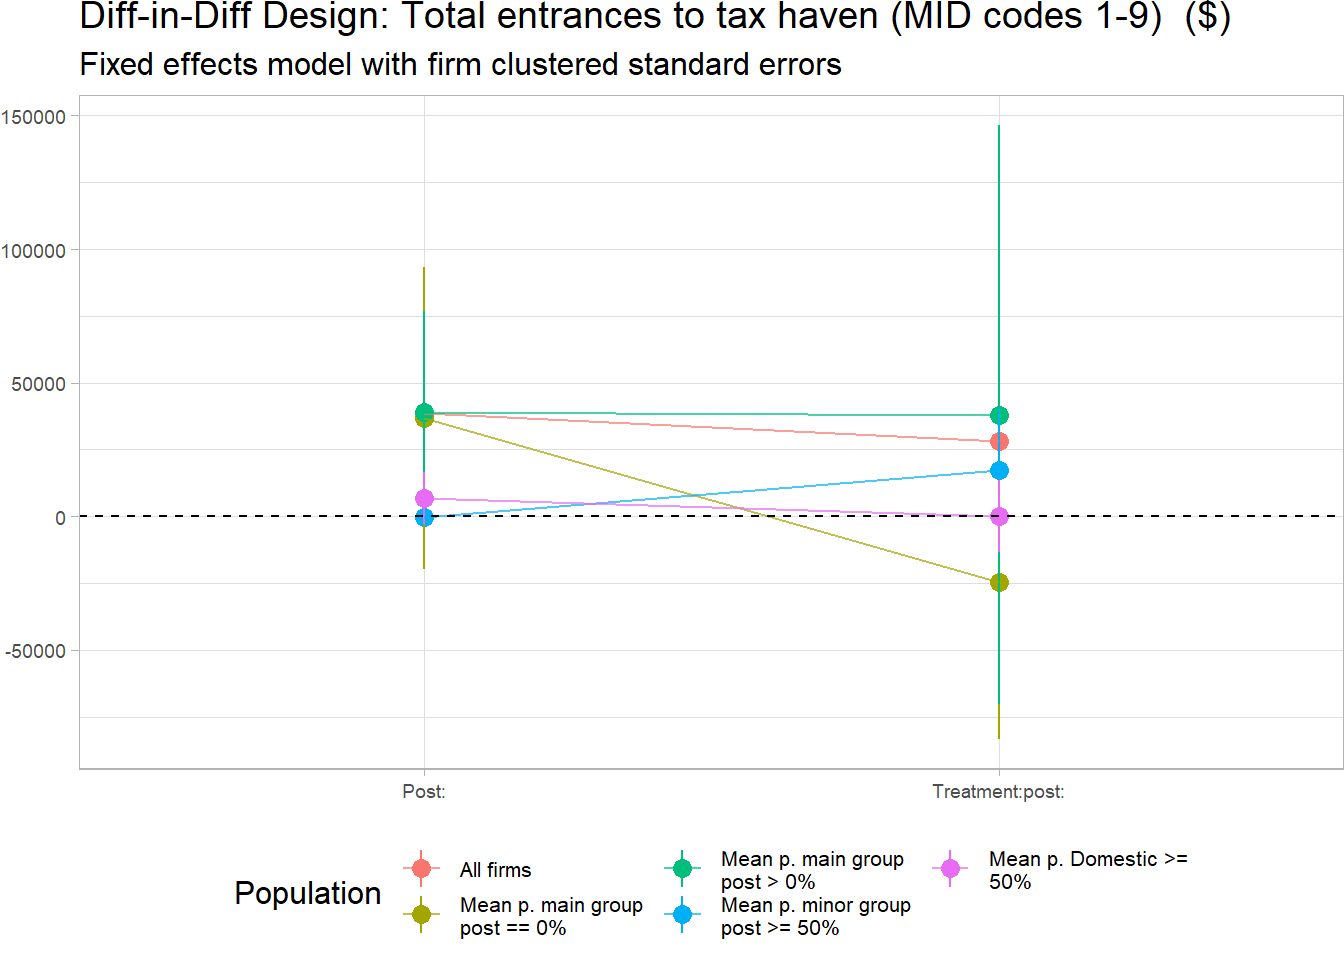 Diff-in-Diff Design: Total entrances to tax haven (MID codes 1-9)  ($)
Fixed effects model with firm clustered standard errors
150000
100000
50000
0
-50000
Post:
Treatment:post:
Population
All firms
Mean p. main group
post == 0%
Mean p. main group
post > 0%
Mean p. minor group
post >= 50%
Mean p. Domestic >=
50%